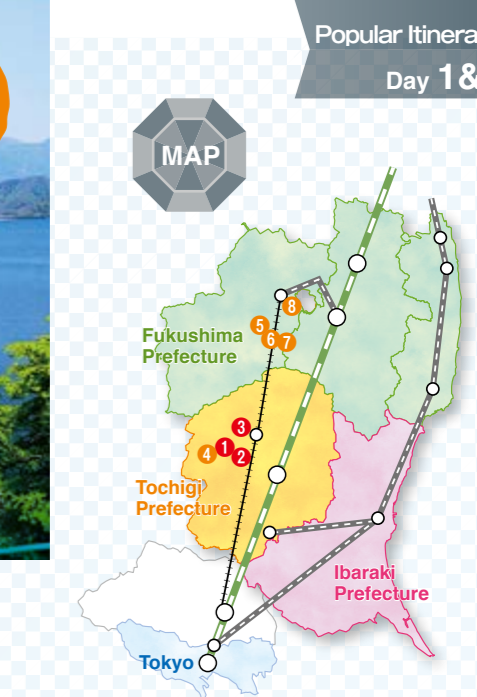 Popular Itinera
Day 1&
MAP
8
5
6 7
Fukushima
Prefecture
3
4 1
2
Tochigi
Prefecture
Ibaraki
Prefecture
Tokyo